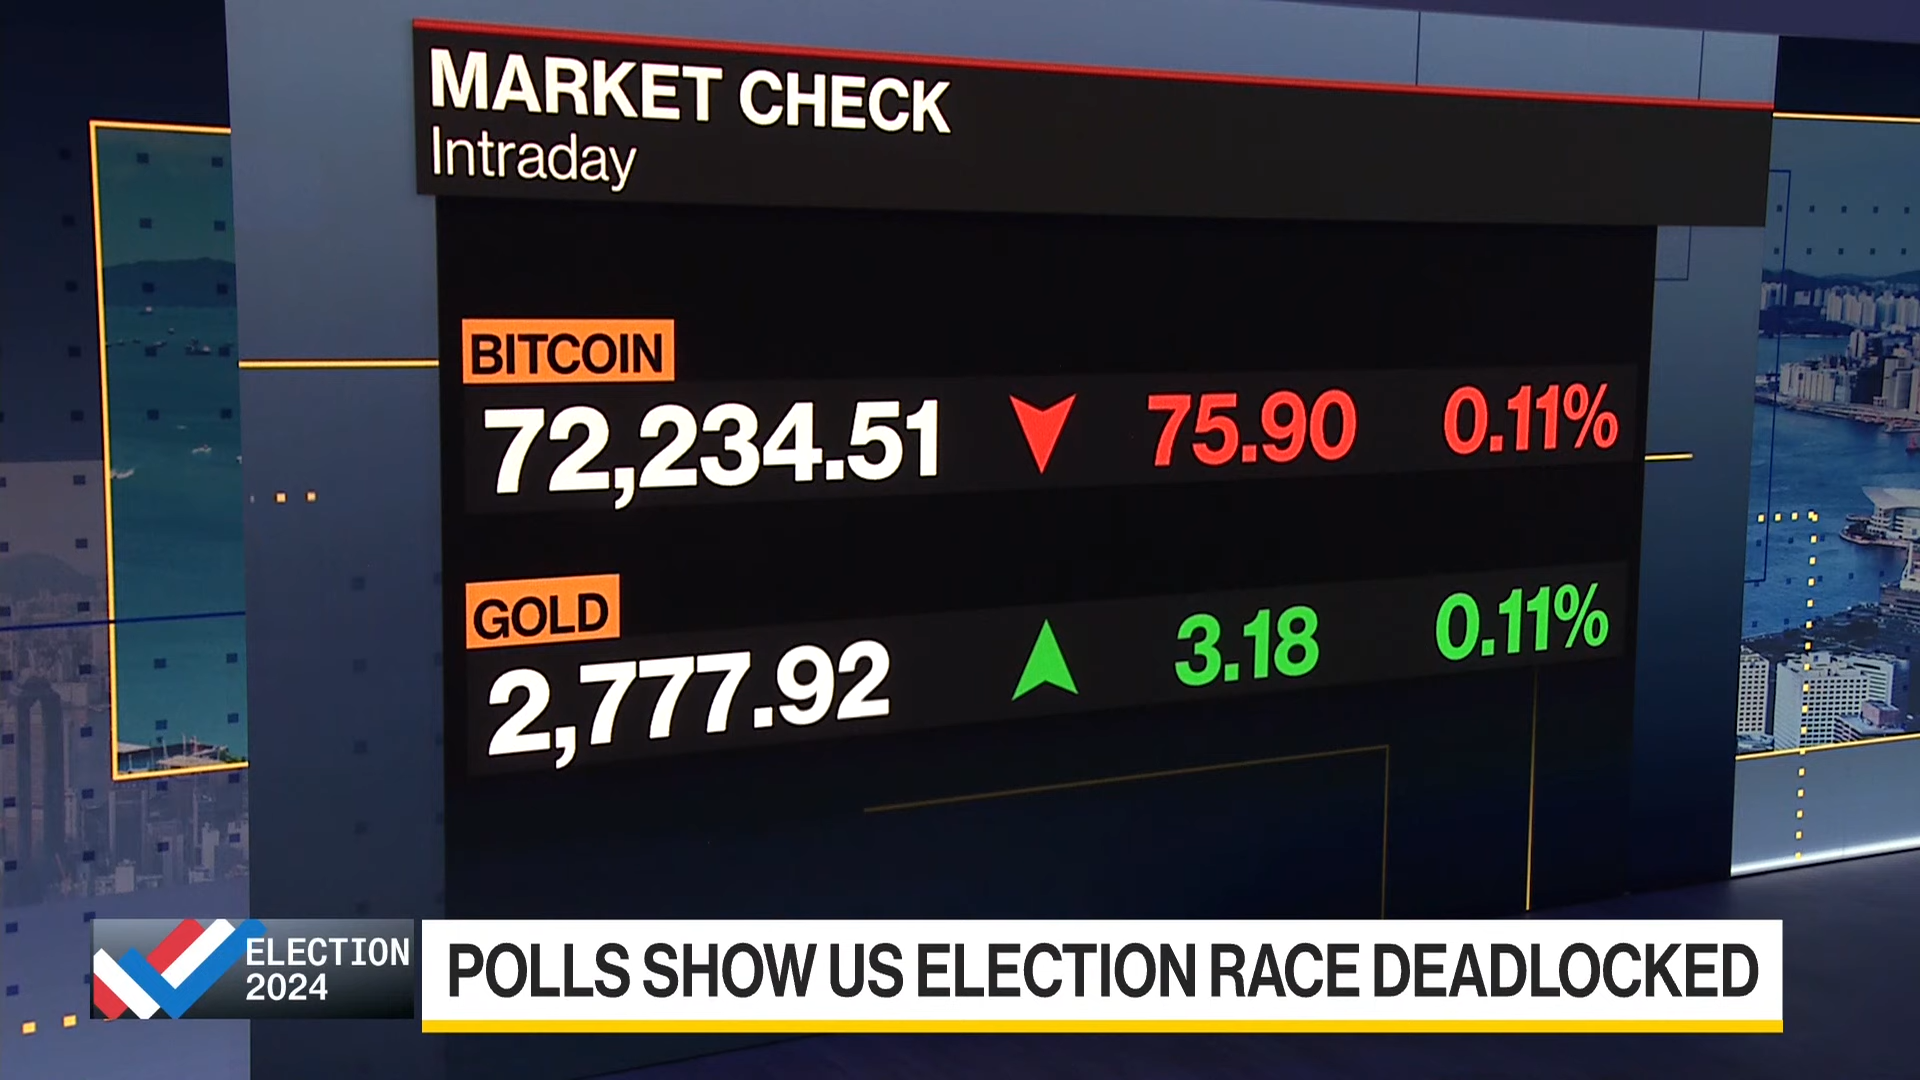 MARKET CHECK
Intraday
BITCOIN
72,234.51 75.90 0.11%
GOLD
2,777.92 3.18 0.11%
ELECTION
2024
POLLS SHOW US ELECTION RACE DEADLOCKED